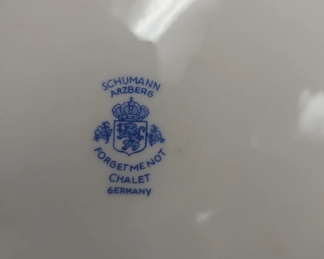 SCHUMANN
ARZBERG
FORGET ME NOT
CHALET
GERMANY